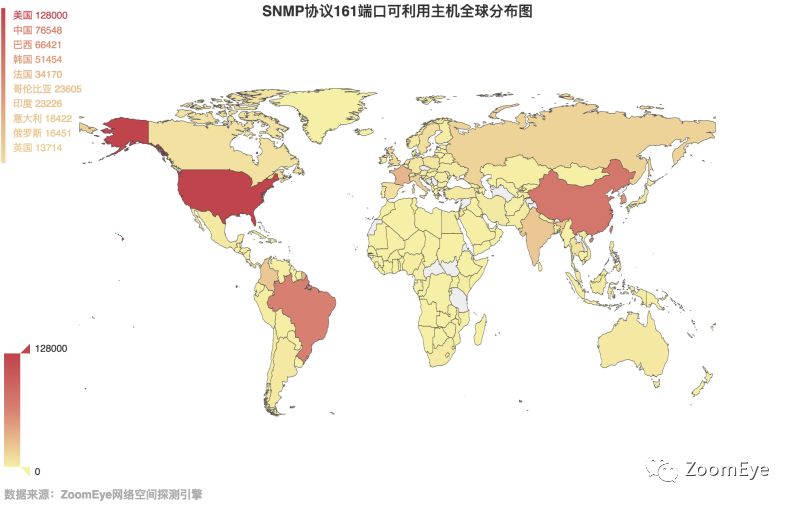 SNMP协议161端口可利用主机全球分布图
美国 128000
中国 76548
巴西 66421
韩国 51454
法国 34170
哥伦比亚 23605
印度 23226
意大利 18422
俄罗斯 16451
英国 13714
128000
0
ZoomEye
数据来源：ZoomEye网络空间探测引擎